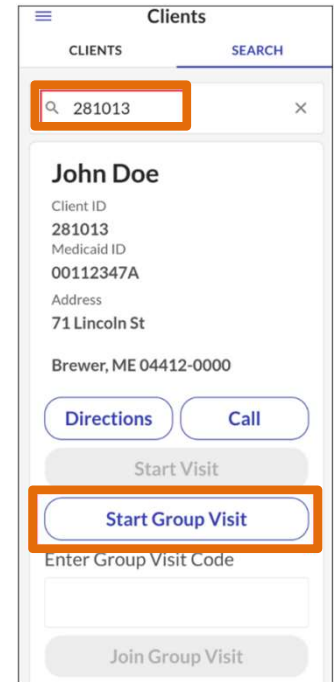 Clients
CLIENTS SEARCH
281013
John Doe
Client ID
281013
Medicaid ID
00112347A
Address
71 Lincoln St
Brewer, ME 04412-0000
Directions Call
Start Visit
Start Group Visit
Enter Group Visit Code
Join Group Visit